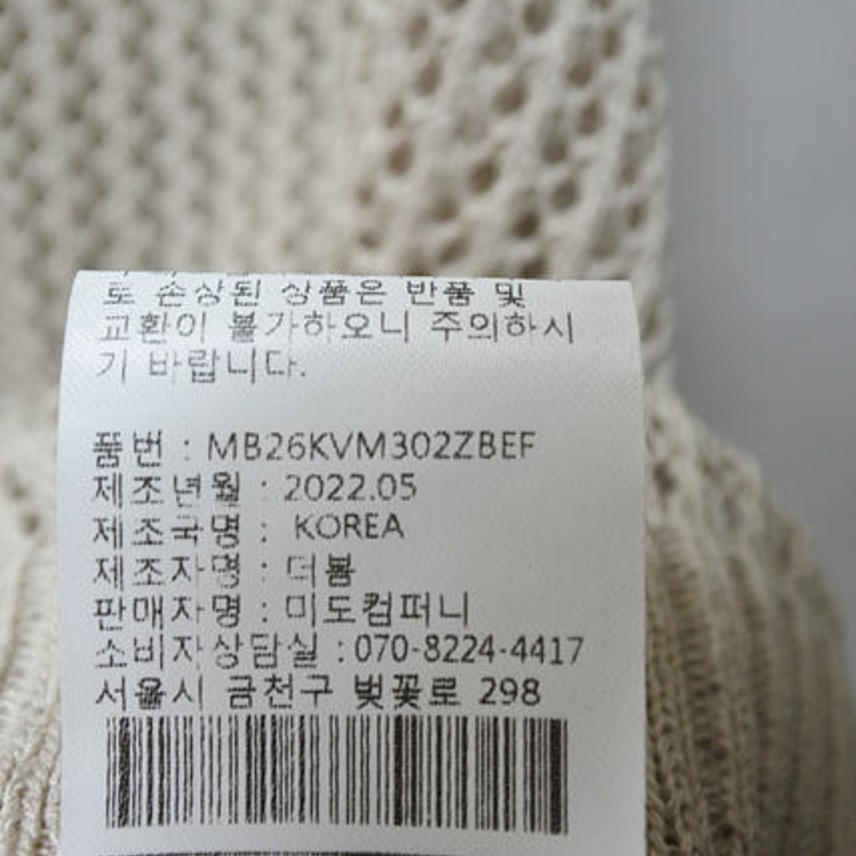 로 손상된 상품은 반품 및
교환이 불가하오니 주의하시
기 바랍니다.
품번 : MB26KVM302ZBEF
제조년월 : 2022.05
제조국명 : KOREA
제조자명 : 더봄
판매자명 : 미도컴퍼니
소비자상담실 : 070-8224-4417
서울시 금천구 벚꽃로 298